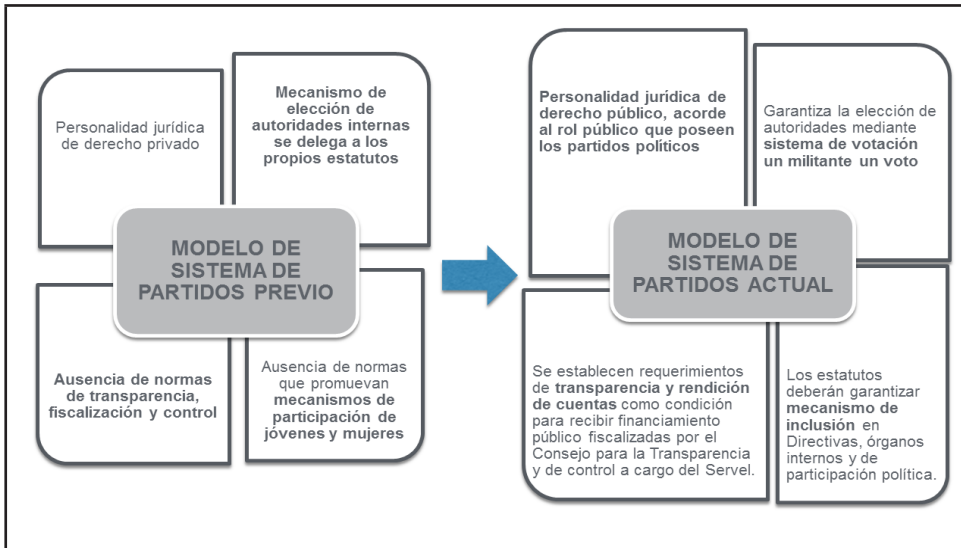 Personalidad jurídica
de derecho privado
Mecanismo de
elección de
autoridades internas
se delega a los
propios estatutos
MODELO DE
SISTEMA DE
PARTIDOS PREVIO
Ausencia de normas
de transparencia,
fiscalización y control
Ausencia de normas
que promuevan
mecanismos de
participación de
jóvenes y mujeres
Personalidad jurídica de
derecho público, acorde
al rol público que poseen
los partidos políticos
Garantiza la elección de
autoridades mediante
sistema de votación
un militante un voto
MODELO DE
SISTEMA DE
PARTIDOS ACTUAL
Se establecen requerimientos
de transparencia y rendición
de cuentas como condición
para recibir financiamiento
público fiscalizadas por el
Consejo para la Transparencia
y de control a cargo del Servel.
Los estatutos
deberán garantizar
mecanismo de
inclusión en
Directivas, órganos
internos y de
participación política.